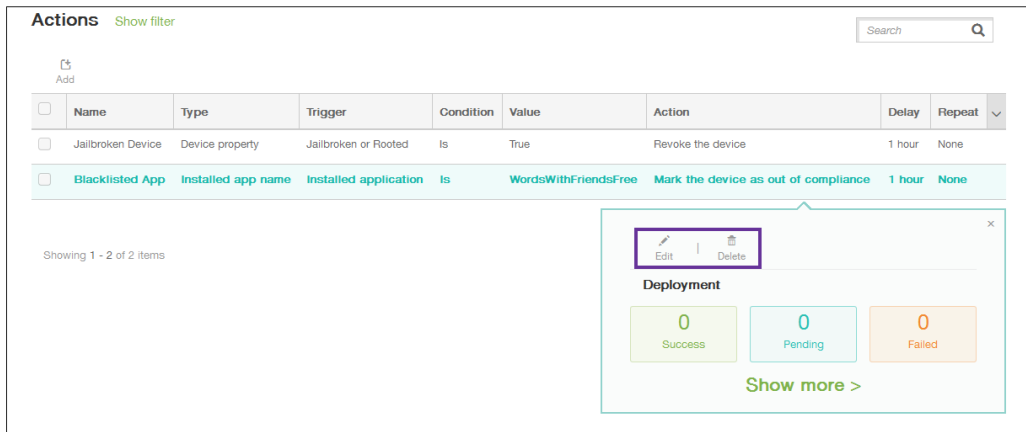 Actions Show filter
Search
Add
Name Type Trigger Condition Value Action Delay Repeat
Jailbroken Device Device property Jailbroken or Rooted Is True Revoke the device 1 hour None
Blacklisted App Installed app name Installed application Is WordsWithFriendsFree Mark the device as out of compliance 1 hour None
×
Showing 1 - 2 of 2 items
Edit | Delete
Deployment
0 0 0
Success Pending Failed
Show more >